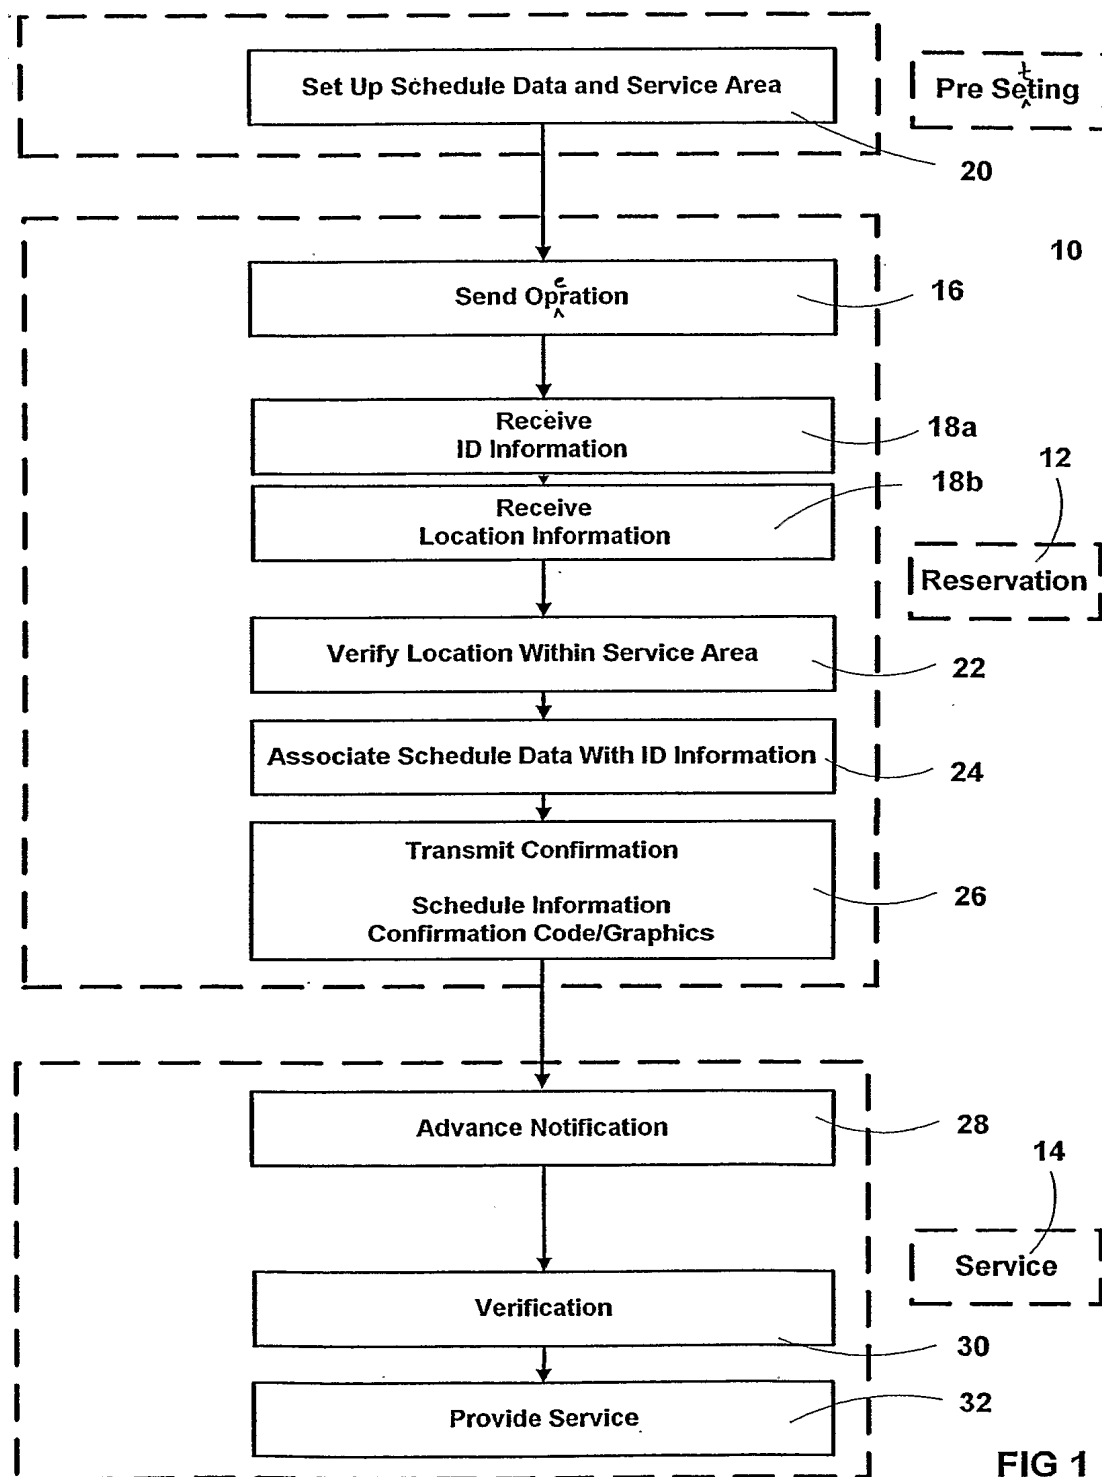 Set Up Schedule Data and Service Area
t
Pre Seting
^
20
10
e
Send Opration
^
16
Receive
ID Information
18a
Receive
Location Information
18b
12
Reservation
Verify Location Within Service Area
22
Associate Schedule Data With ID Information
24
Transmit Confirmation
Schedule Information
Confirmation Code/Graphics
26
Advance Notification
28
14
Service
Verification
30
Provide Service
32
FIG 1